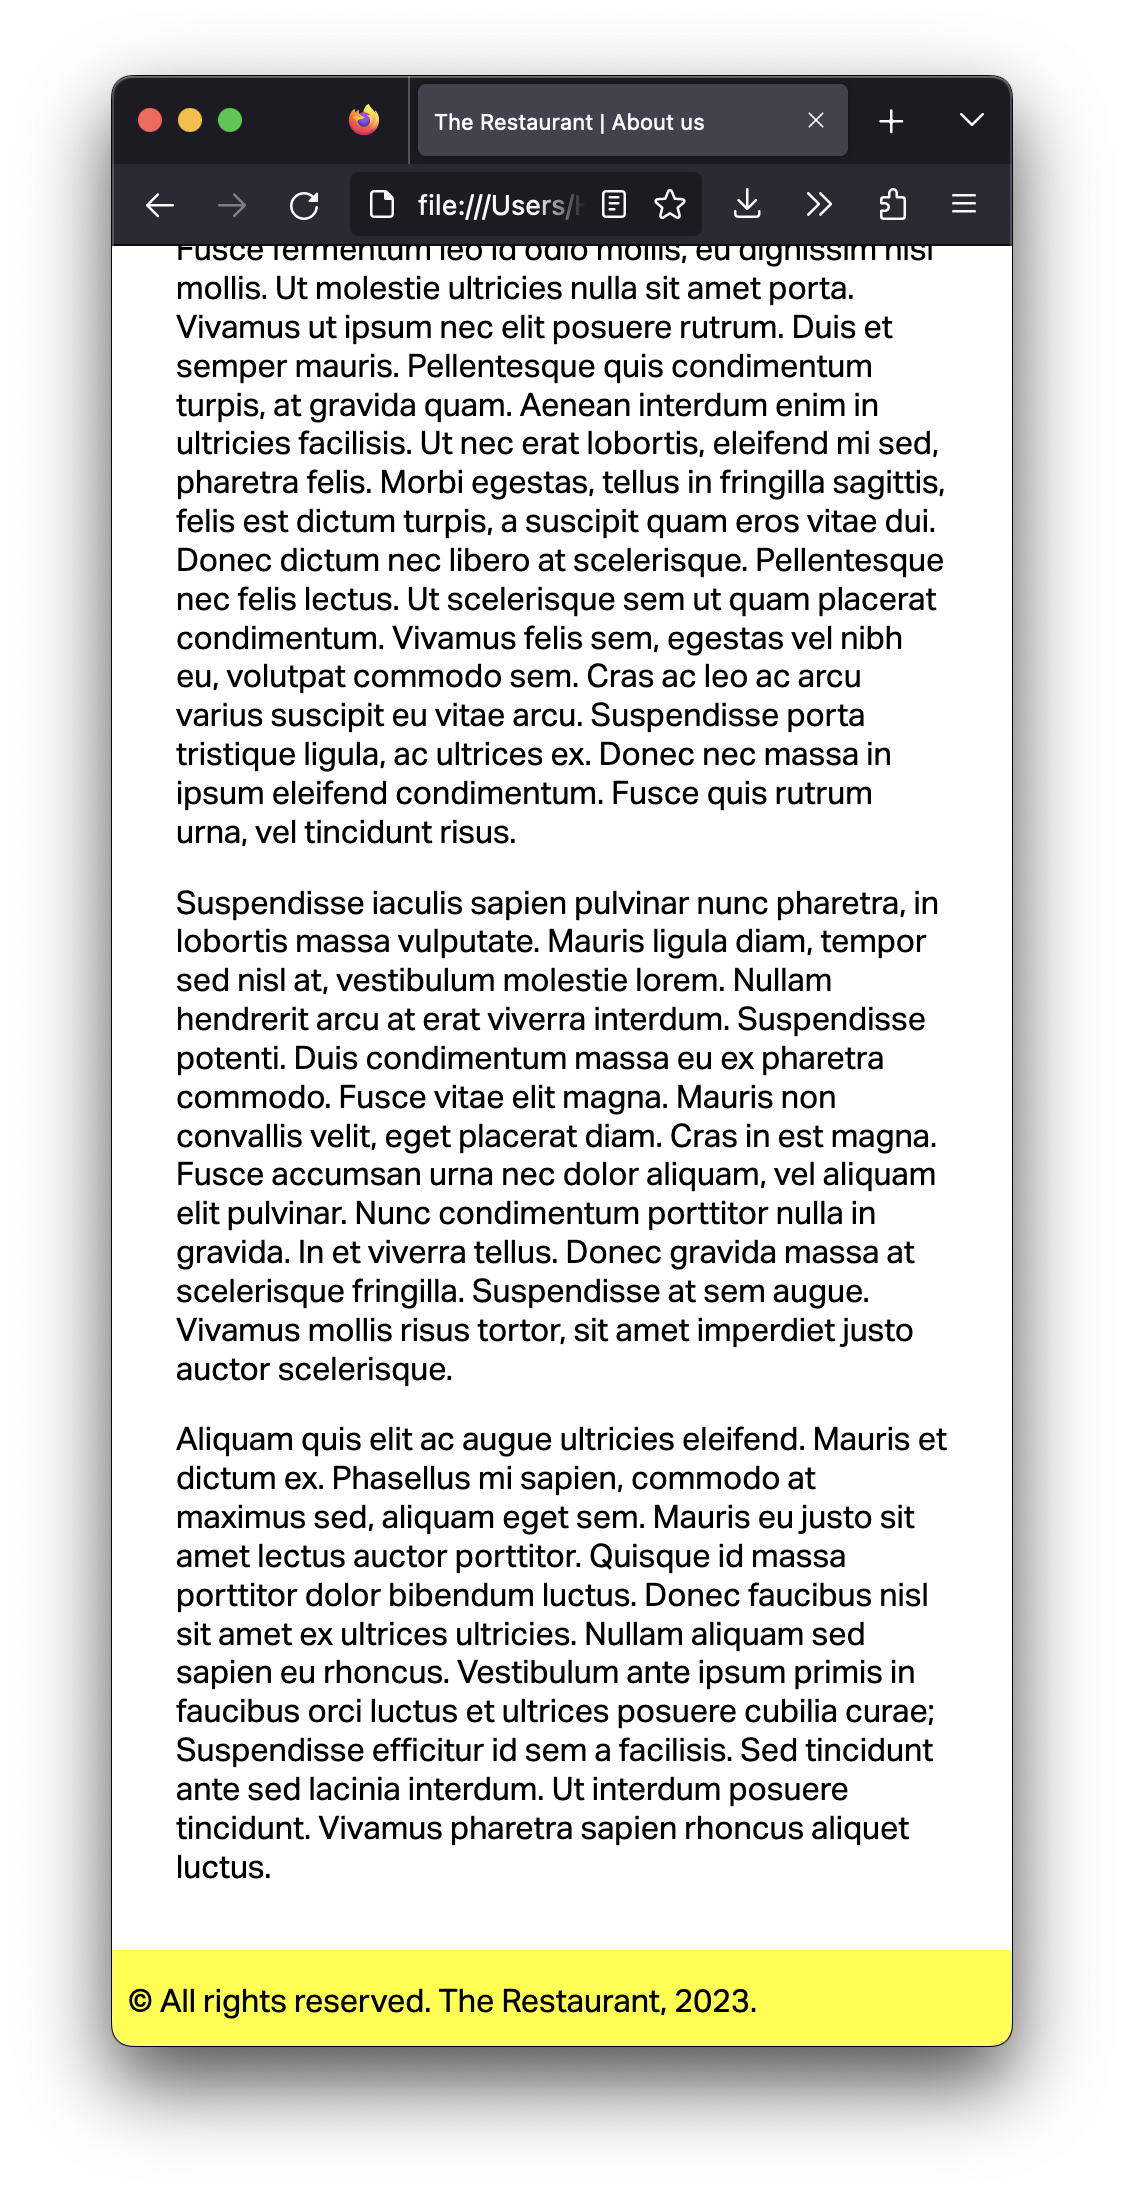 The Restaurant | About us
file:///Users/
Fusce fermentum leo id odio mollis, eu dignissim nisl
mollis. Ut molestie ultricies nulla sit amet porta.
Vivamus ut ipsum nec elit posuere rutrum. Duis et
semper mauris. Pellentesque quis condimentum
turpis, at gravida quam. Aenean interdum enim in
ultricies facilisis. Ut nec erat lobortis, eleifend mi sed,
pharetra felis. Morbi egestas, tellus in fringilla sagittis,
felis est dictum turpis, a suscipit quam eros vitae dui.
Donec dictum nec libero at scelerisque. Pellentesque
nec felis lectus. Ut scelerisque sem ut quam placerat
condimentum. Vivamus felis sem, egestas vel nibh
eu, volutpat commodo sem. Cras ac leo ac arcu
varius suscipit eu vitae arcu. Suspendisse porta
tristique ligula, ac ultrices ex. Donec nec massa in
ipsum eleifend condimentum. Fusce quis rutrum
urna, vel tincidunt risus.
Suspendisse iaculis sapien pulvinar nunc pharetra, in
lobortis massa vulputate. Mauris ligula diam, tempor
sed nisl at, vestibulum molestie lorem. Nullam
hendrerit arcu at erat viverra interdum. Suspendisse
potenti. Duis condimentum massa eu ex pharetra
commodo. Fusce vitae elit magna. Mauris non
convallis velit, eget placerat diam. Cras in est magna.
Fusce accumsan urna nec dolor aliquam, vel aliquam
elit pulvinar. Nunc condimentum porttitor nulla in
gravida. In et viverra tellus. Donec gravida massa at
scelerisque fringilla. Suspendisse at sem augue.
Vivamus mollis risus tortor, sit amet imperdiet justo
auctor scelerisque.
Aliquam quis elit ac augue ultricies eleifend. Mauris et
dictum ex. Phasellus mi sapien, commodo at
maximus sed, aliquam eget sem. Mauris eu justo sit
amet lectus auctor porttitor. Quisque id massa
porttitor dolor bibendum luctus. Donec faucibus nisl
sit amet ex ultrices ultricies. Nullam aliquam sed
sapien eu rhoncus. Vestibulum ante ipsum primis in
faucibus orci luctus et ultrices posuere cubilia curae;
Suspendisse efficitur id sem a facilisis. Sed tincidunt
ante sed lacinia interdum. Ut interdum posuere
tincidunt. Vivamus pharetra sapien rhoncus aliquet
luctus.
© All rights reserved. The Restaurant, 2023.